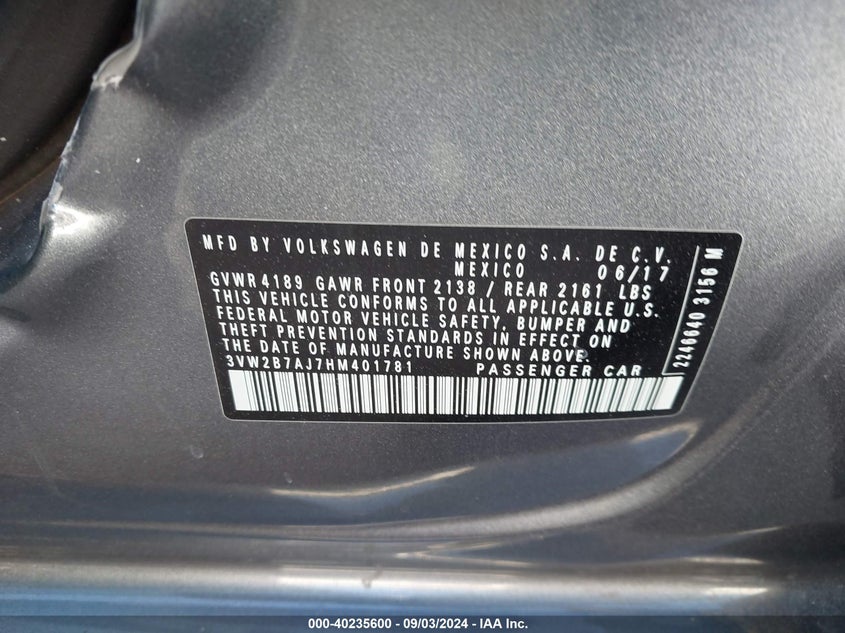 MFD BY VOLKSWAGEN DE MEXICO S.A. DE C.V.
MEXICO 06/17
GVWR 4189 GAWR FRONT 2138 / REAR 2161 LBS
THIS VEHICLE CONFORMS TO ALL APPLICABLE U.S.
FEDERAL MOTOR VEHICLE SAFETY, BUMPER AND
THEFT PREVENTION STANDARDS IN EFFECT ON
THE DATE OF MANUFACTURE SHOWN ABOVE.
3VW2B7AJ7HM401781 PASSENGER CAR
2246640 3156 M
000-40235600 - 09/03/2024 - IAA Inc.